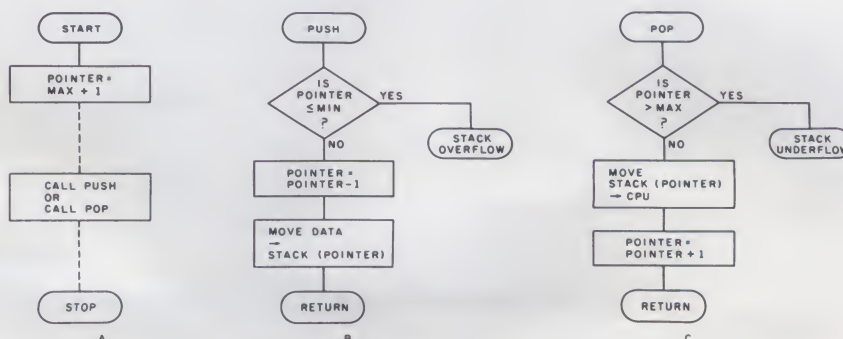 START
POINTER =
MAX + 1
CALL PUSH
OR
CALL POP
STOP
A
PUSH
IS
POINTER
≤ MIN
?
YES
STACK
OVERFLOW
NO
POINTER =
POINTER-1
MOVE DATA
→
STACK (POINTER)
RETURN
B
POP
IS
POINTER
> MAX
?
YES
STACK
UNDERFLOW
NO
MOVE
STACK (POINTER)
→ CPU
POINTER =
POINTER + 1
RETURN
C